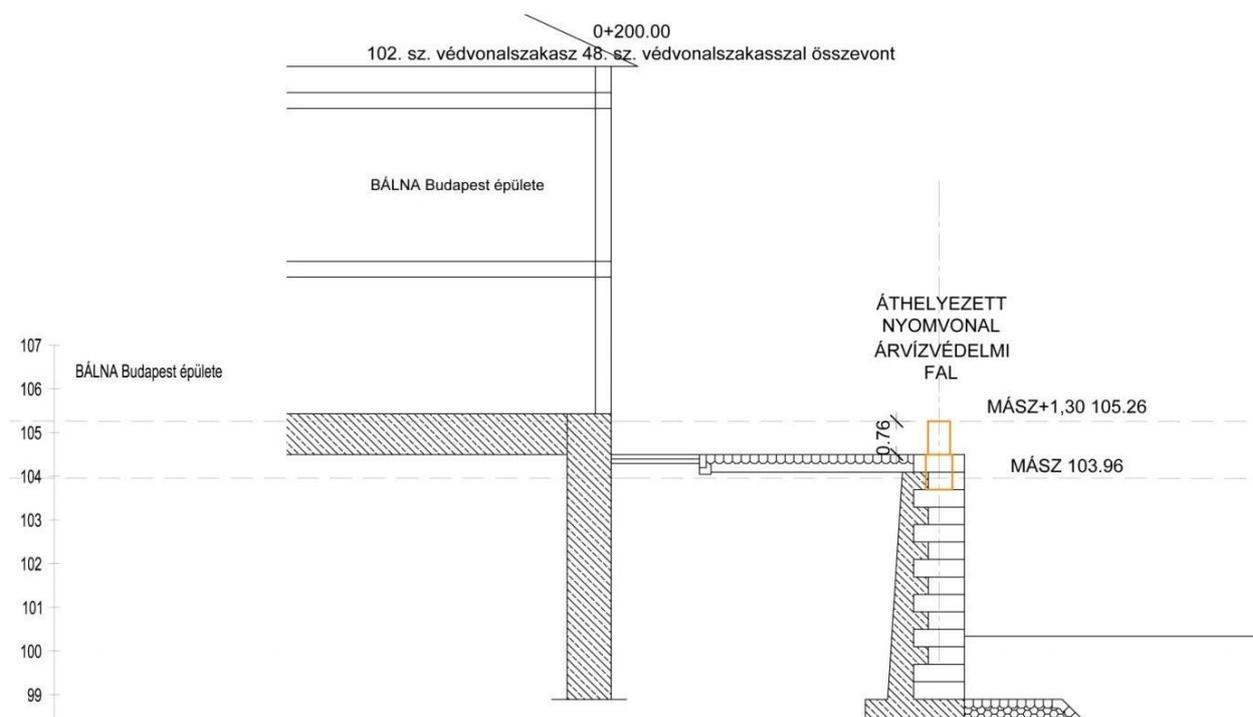 0+200.00
102. sz. védvonalszakasz 48. sz. védvonalszakasszal összevont
BÁLNA Budapest épülete
ÁTHELYEZETT
NYOMVONAL
ÁRVÍZVÉDELMI
FAL
107
BÁLNA Budapest épülete
106
MÁSZ+1,30 105.26
105
0.76
104
MÁSZ 103.96
103
102
101
100
99